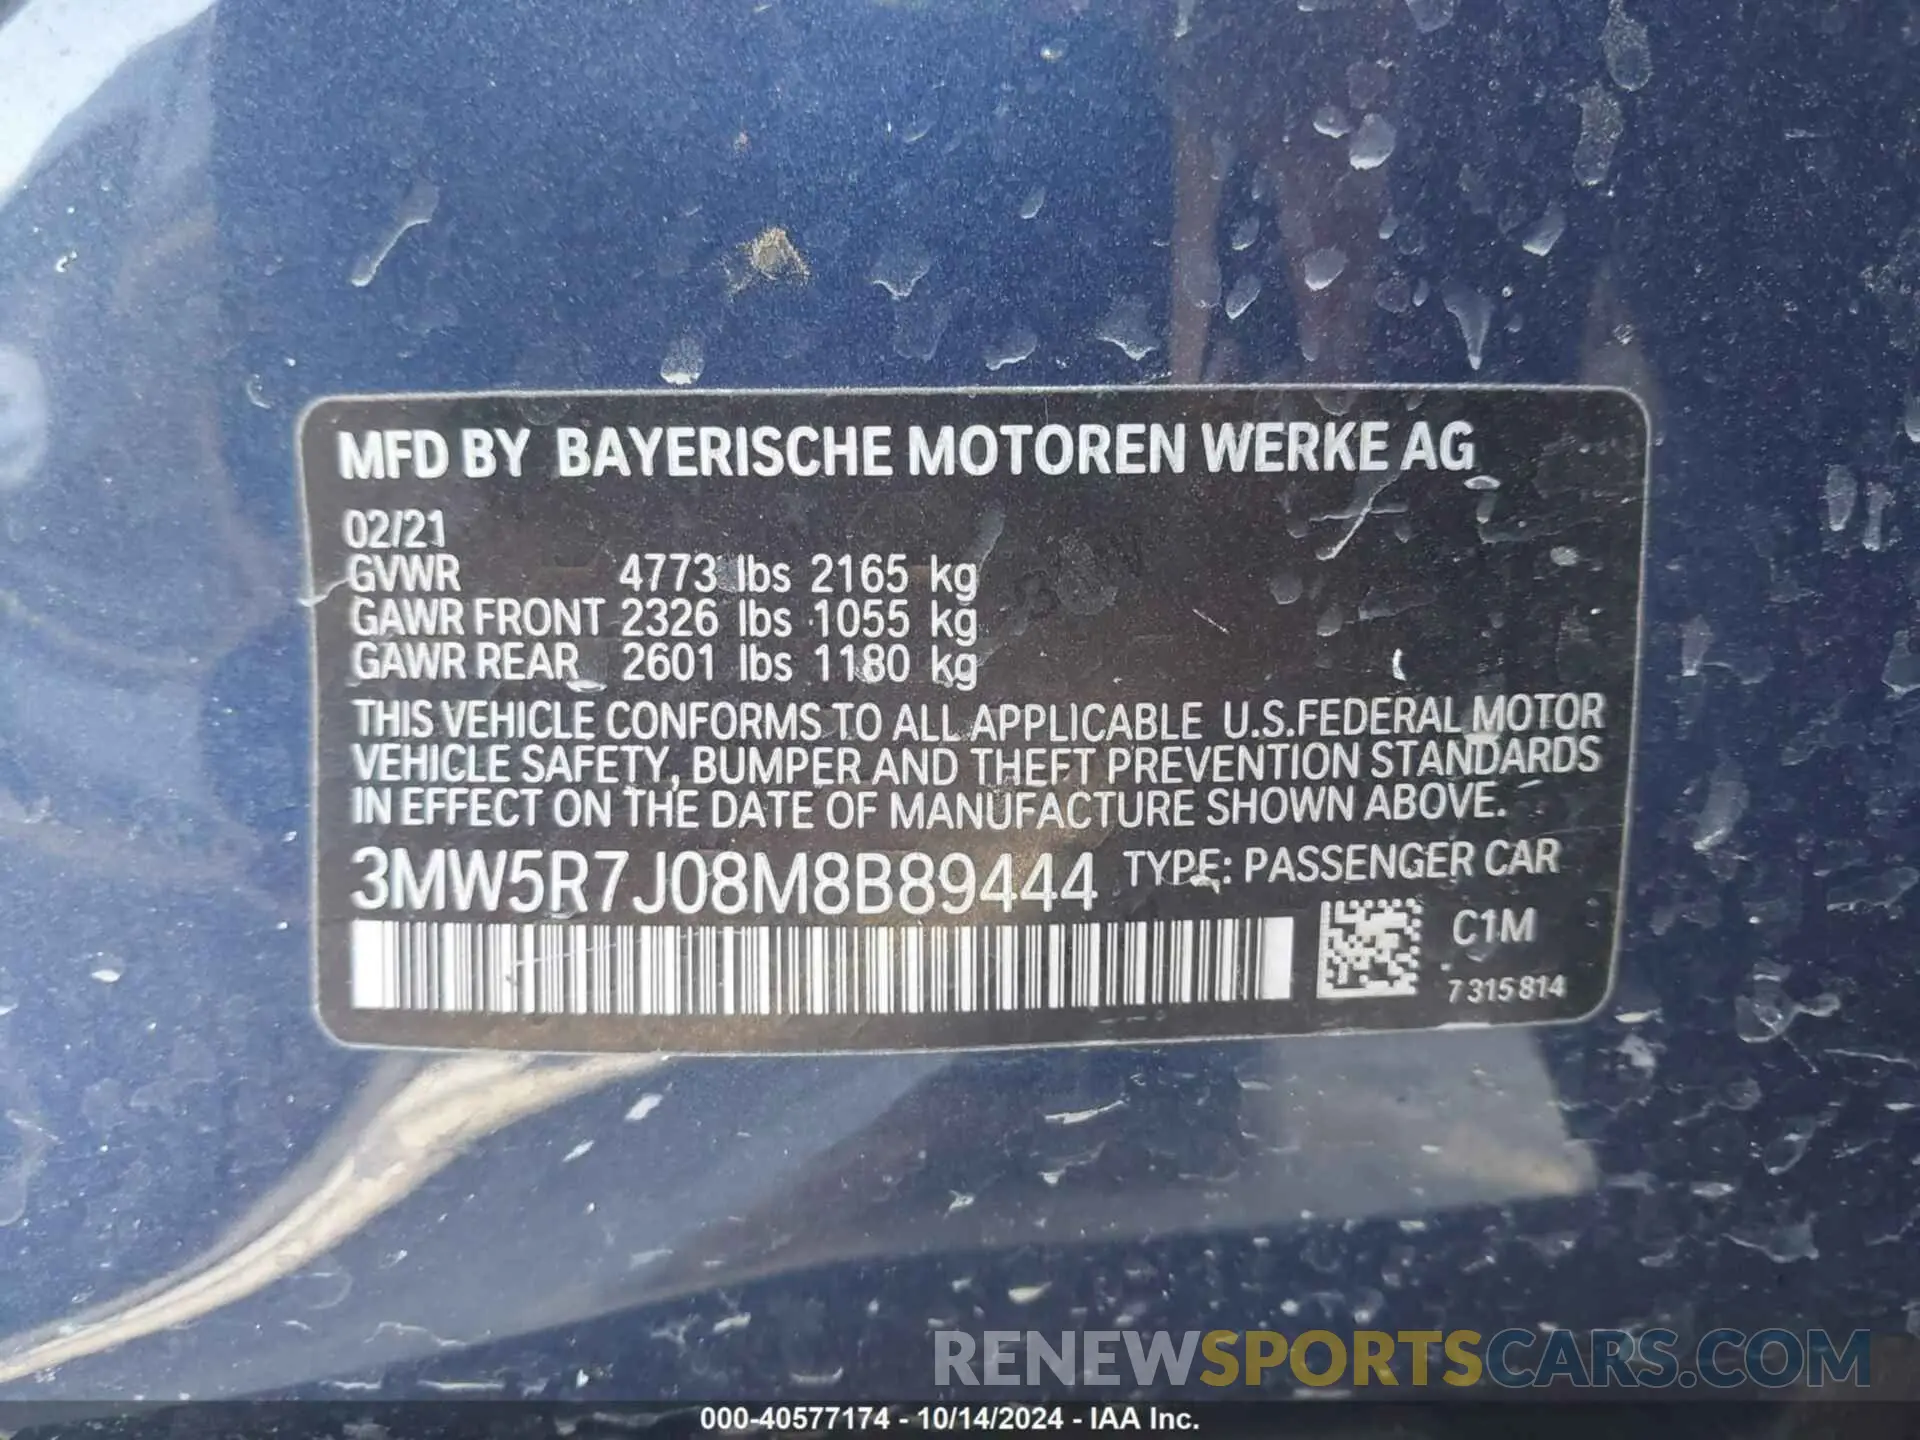 MFD BY BAYERISCHE MOTOREN WERKE AG
02/21
GVWR 4773 lbs 2165 kg
GAWR FRONT 2326 lbs 1055 kg
GAWR REAR 2601 lbs 1180 kg
THIS VEHICLE CONFORMS TO ALL APPLICABLE U.S.FEDERAL MOTOR
VEHICLE SAFETY, BUMPER AND THEFT PREVENTION STANDARDS
IN EFFECT ON THE DATE OF MANUFACTURE SHOWN ABOVE.
3MW5R7J08M8B89444 TYPE: PASSENGER CAR
C1M
7 315 814
RENEWSPORTSCARS.COM
000-40577174 - 10/14/2024 - IAA Inc.